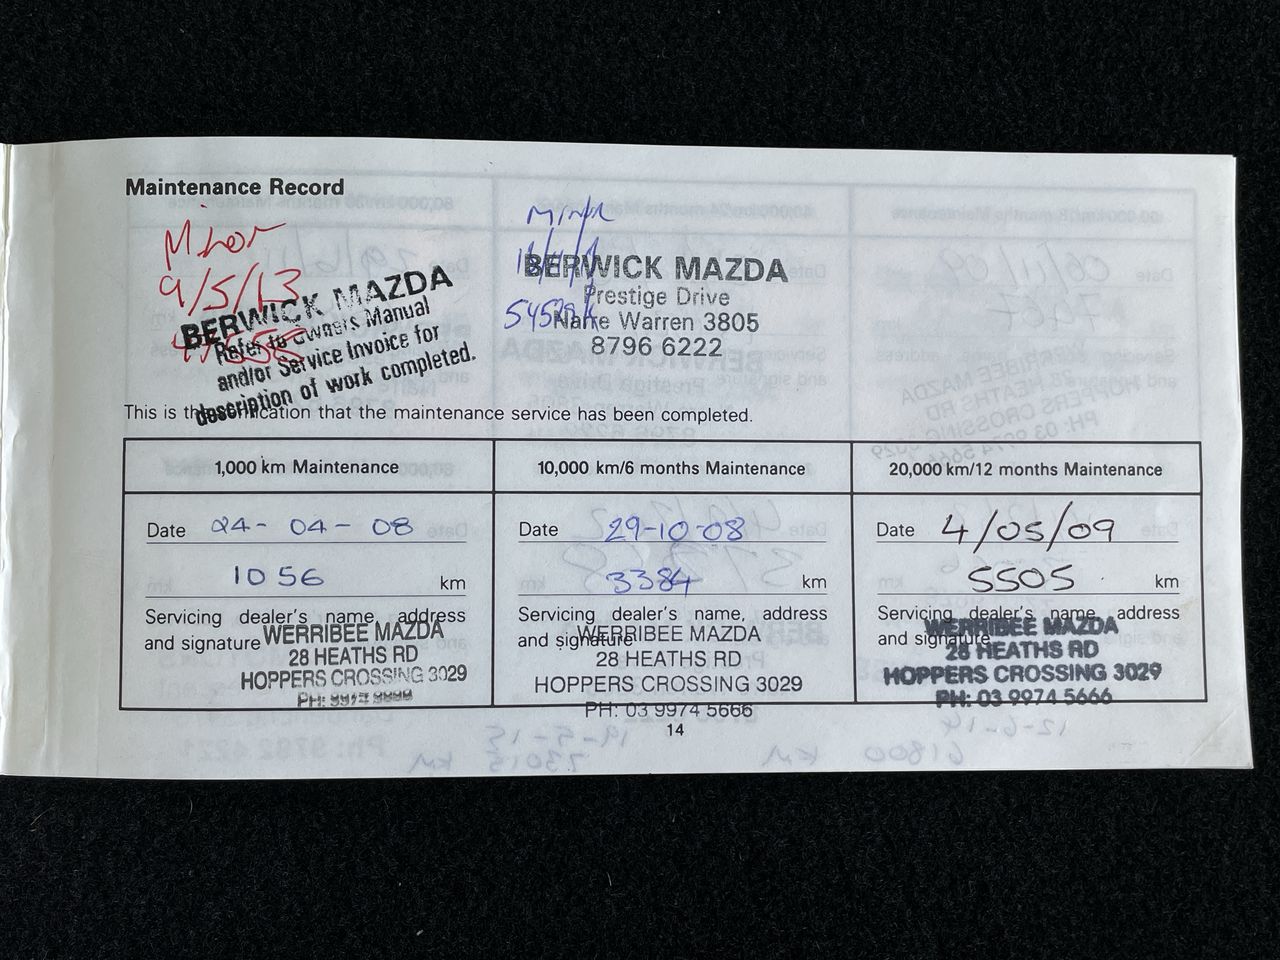 Maintenance Record
Minor
9/5/13
BERWICK MAZDA
Refer to Owners Manual
and/or Service Invoice for
description of work completed.
Minor
BERWICK MAZDA
Prestige Drive
Narre Warren 3805
8796 6222
This is the certification that the maintenance service has been completed.
1,000 km Maintenance
Date 24-04-08
1056 km
Servicing dealer's name, address
and signature
WERRIBEE MAZDA
28 HEATHS RD
HOPPERS CROSSING 3029
PH:
10,000 km/6 months Maintenance
Date 29-10-08
3384 km
Servicing dealer's name, address
and signature
WERRIBEE MAZDA
28 HEATHS RD
HOPPERS CROSSING 3029
PH: 03 9974 5666
20,000 km/12 months Maintenance
Date 4/05/09
5505 km
Servicing dealer's name, address
and signature
WERRIBEE MAZDA
28 HEATHS RD
HOPPERS CROSSING 3029
PH: 03 9974 5666
14